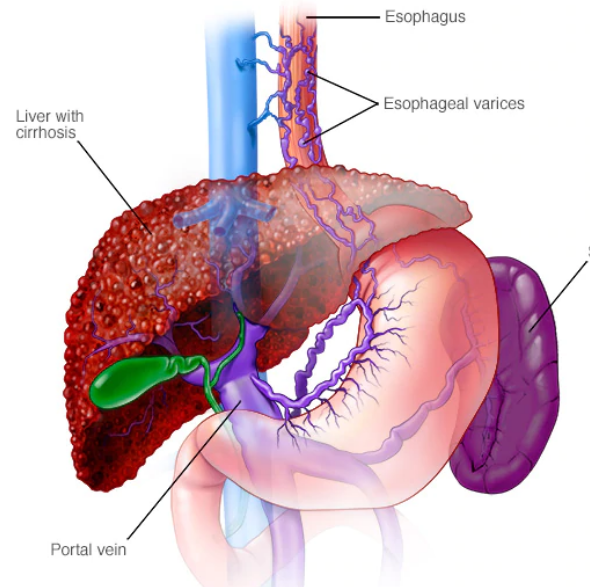 Esophagus
Esophageal varices
Liver with
cirrhosis
Portal vein